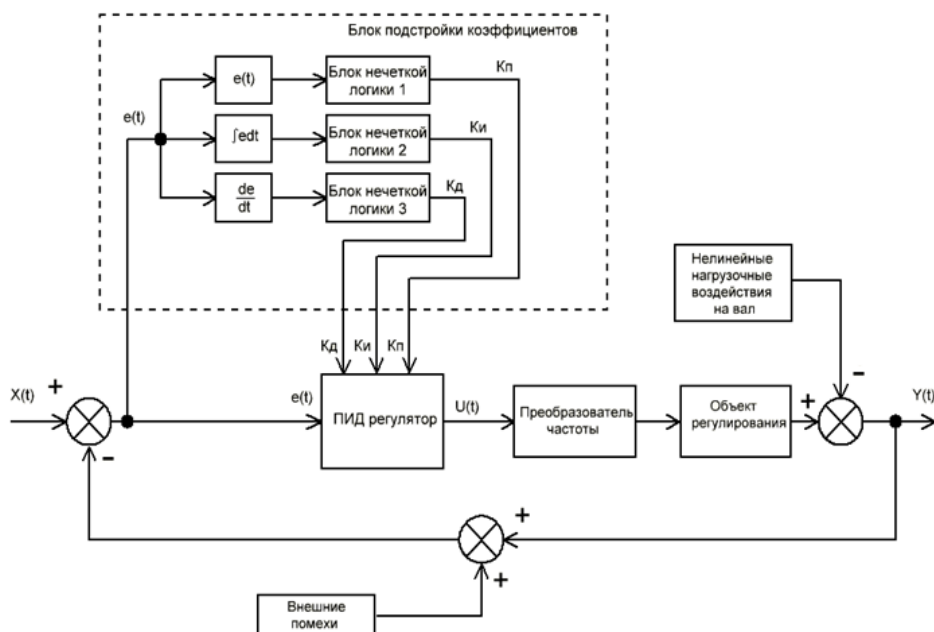 Блок подстройки коэффициентов
e(t)
e(t)
Блок нечеткой
логики 1
Кп
∫edt
Блок нечеткой
логики 2
Ки
de
dt
Блок нечеткой
логики 3
Кд
Нелинейные
нагрузочные
воздействия
на вал
Кд
Ки
Кп
X(t)
+
-
e(t)
ПИД регулятор
U(t)
Преобразователь
частоты
Объект
регулирования
+
-
Y(t)
+
+
Внешние
помехи